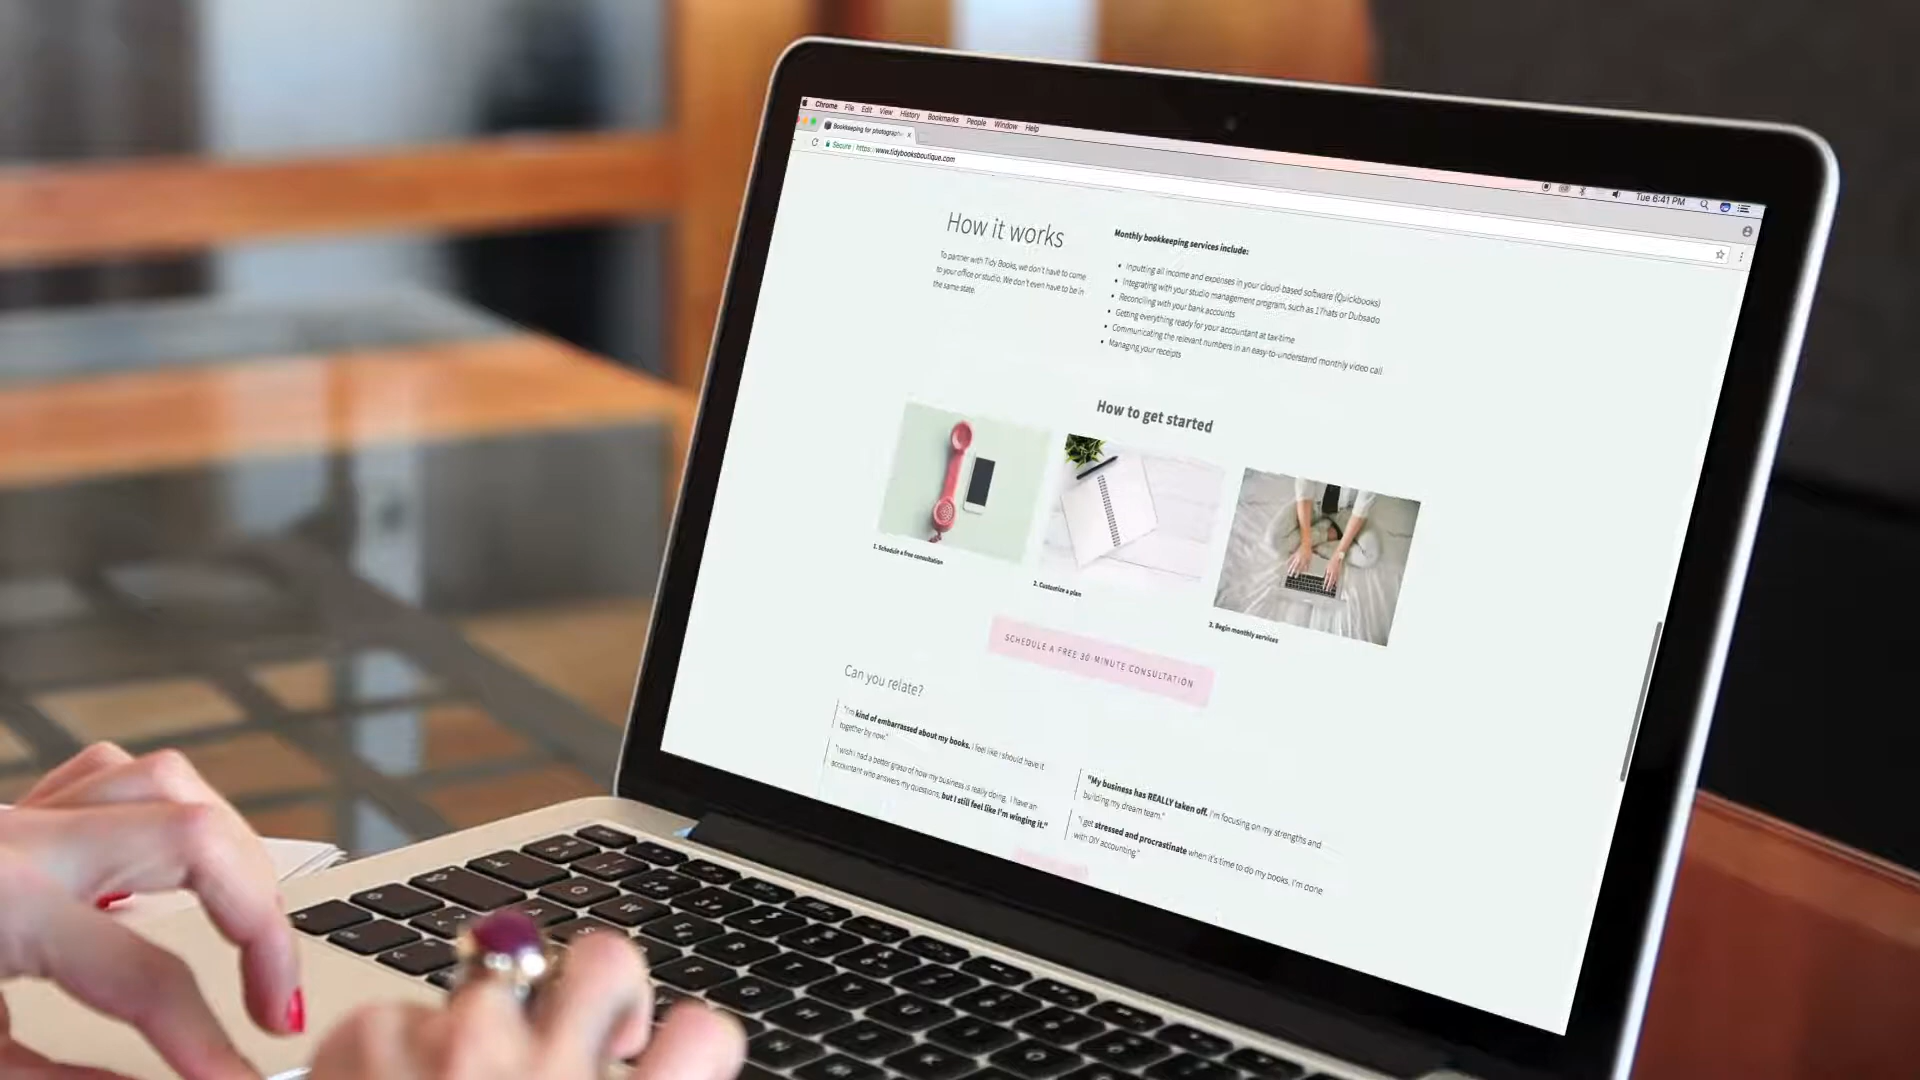 Chrome File Edit View History Bookmarks People Window Help
Tue 6:41 PM
Bookkeeping for photograph
Secure https://www.tidybooksboutique.com
How it works
To partner with Tidy Books, we don't have to come
to your office or studio. We don't even have to be in
the same state.
Monthly bookkeeping services include:
• Inputting all income and expenses in your cloud-based software (Quickbooks)
• Integrating with your studio management program, such as 17hats or Dubsado
• Reconciling with your bank accounts
• Getting everything ready for your accountant at tax-time
• Communicating the relevant numbers in an easy-to-understand monthly video call
• Managing your receipts
How to get started
1. Schedule a free consultation
2. Customize a plan
3. Begin monthly services
SCHEDULE A FREE 30-MINUTE CONSULTATION
Can you relate?
"I'm kind of embarrassed about my books. I feel like I should have it
together by now."
"I wish I had a better grasp of how my business is really doing. I have an
accountant who answers my questions, but I still feel like I'm winging it."
"My business has REALLY taken off. I'm focusing on my strengths and
building my dream team."
"I get stressed and procrastinate when it's time to do my books. I'm done
with DIY accounting."